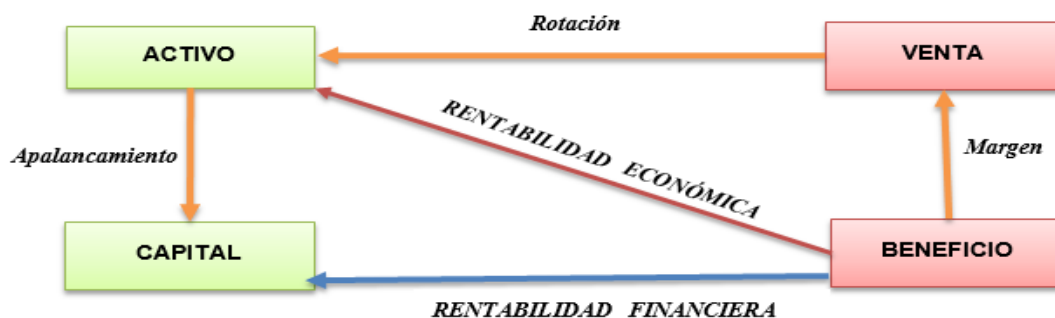 Rotación
ACTIVO
VENTA
RENTABILIDAD ECONÓMICA
Apalancamiento
Margen
CAPITAL
BENEFICIO
RENTABILIDAD FINANCIERA